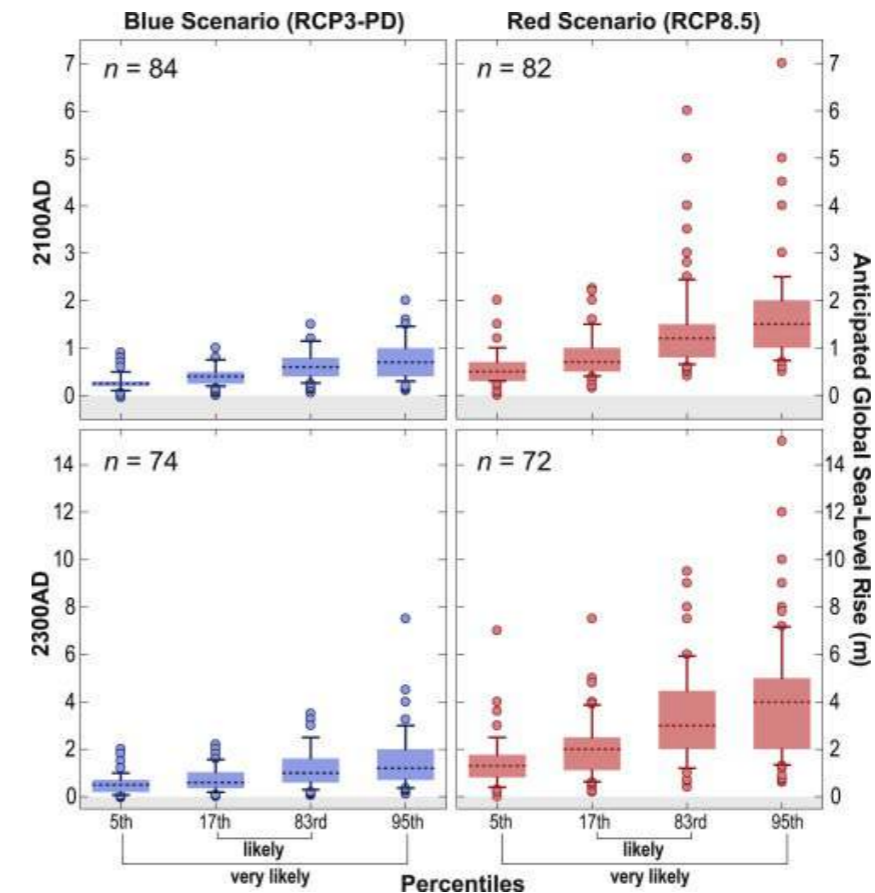 Blue Scenario (RCP3-PD)
Red Scenario (RCP8.5)
n = 84
n = 82
7
6
5
4
3
2
1
0
7
6
5
4
3
2
1
0
2100AD
n = 74
n = 72
14
12
10
8
6
4
2
0
14
12
10
8
6
4
2
0
2300AD
Anticipated Global Sea-Level Rise (m)
5th 17th 83rd 95th
5th 17th 83rd 95th
likely
likely
very likely
very likely
Percentiles